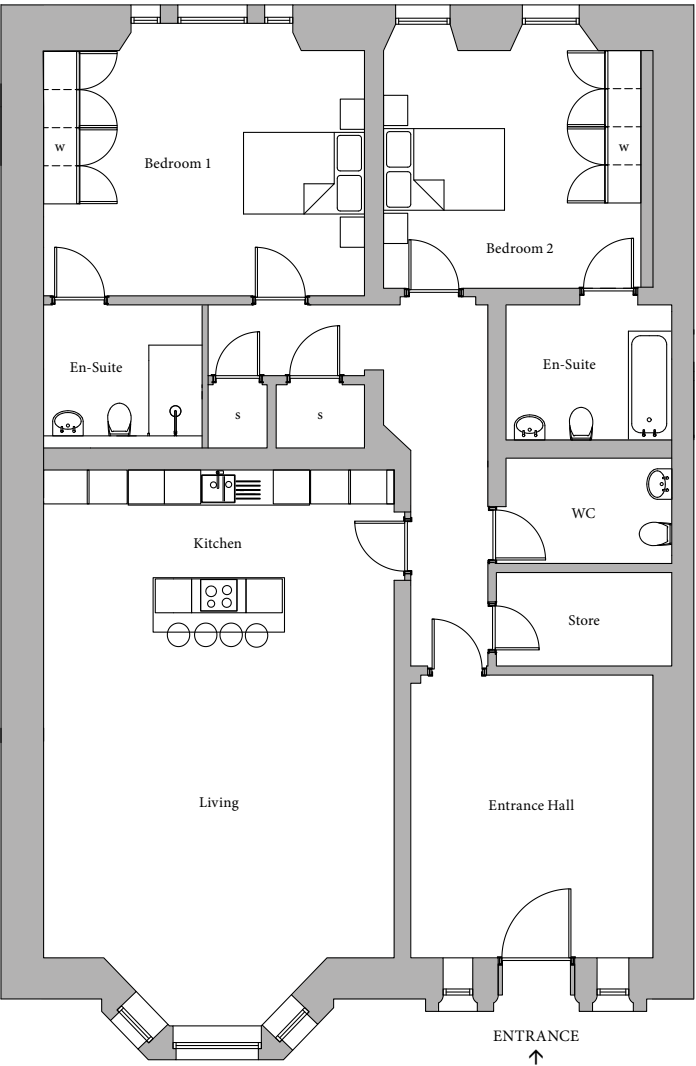 w
Bedroom 1
w
Bedroom 2
En-Suite
En-Suite
s
s
WC
Kitchen
Store
Living
Entrance Hall
ENTRANCE